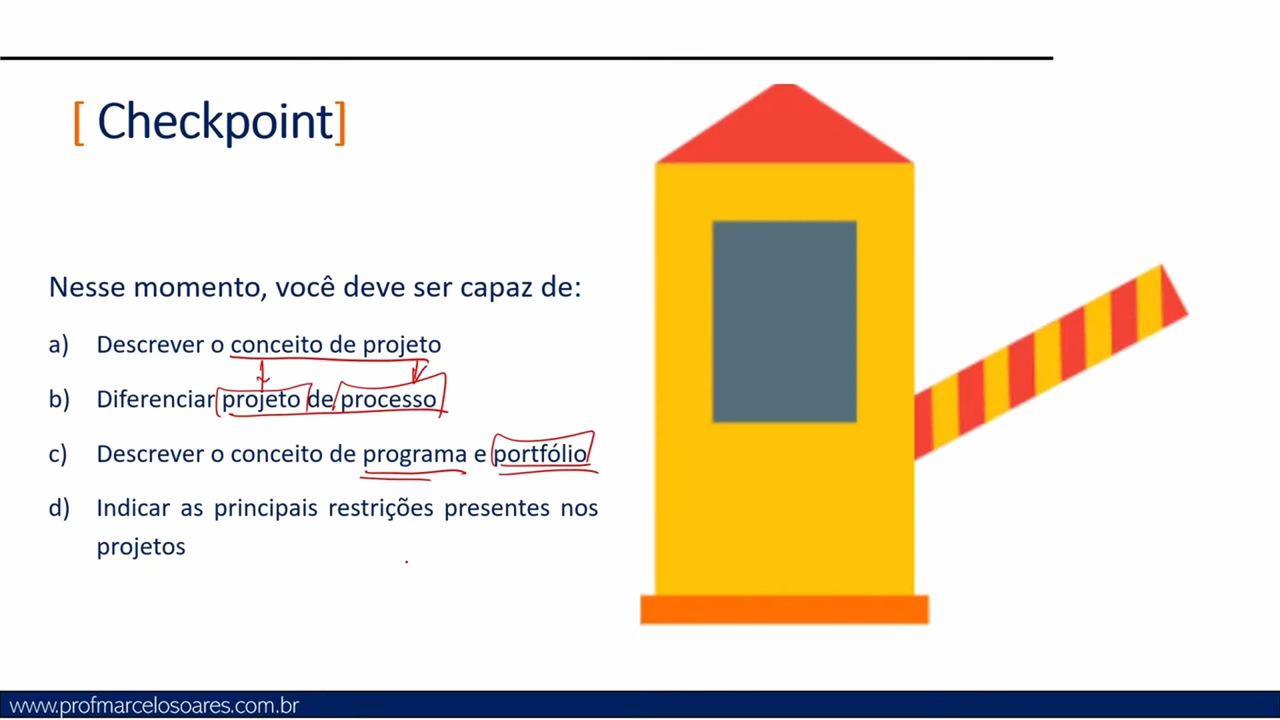 [ Checkpoint]
Nesse momento, você deve ser capaz de:
a) Descrever o conceito de projeto
b) Diferenciar projeto de processo
c) Descrever o conceito de programa e portfólio
d) Indicar as principais restrições presentes nos
projetos
www.profmarcelosoares.com.br